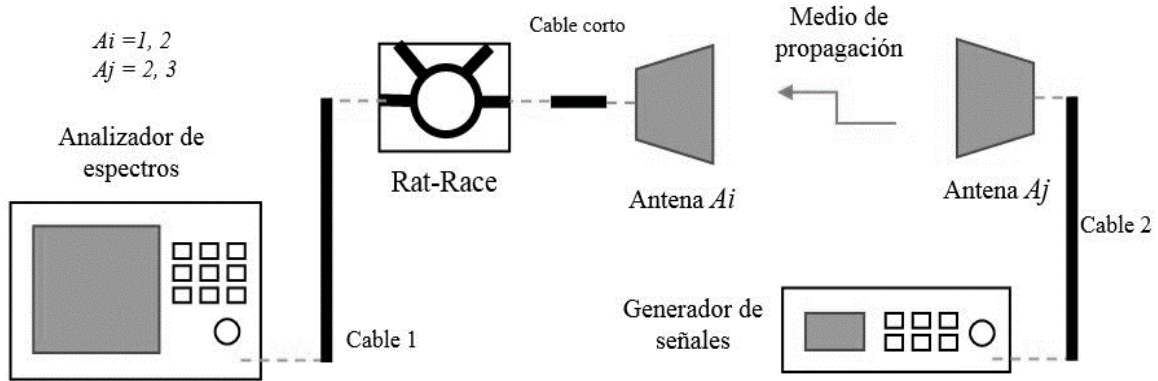 Ai =1, 2
Aj = 2, 3
Analizador de
espectros
Rat-Race
Cable corto
Antena Ai
Medio de
propagación
Antena Aj
Cable 2
Cable 1
Generador de
señales